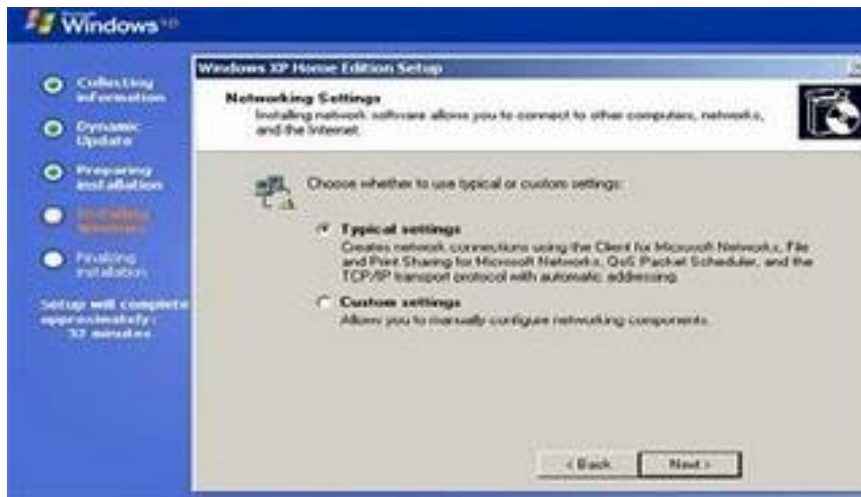 Microsoft
Windows xp
Collecting
information
Dynamic
Update
Preparing
installation
Installing
Windows
Finalizing
installation
Setup will complete
approximately:
32 minutes
Windows XP Home Edition Setup
Networking Settings
Installing network software allows you to connect to other computers, networks,
and the Internet.
Choose whether to use typical or custom settings:
Typical settings
Creates network connections using the Client for Microsoft Networks, File
and Print Sharing for Microsoft Networks, QoS Packet Scheduler, and the
TCP/IP transport protocol with automatic addressing.
Custom settings
Allows you to manually configure networking components.
< Back
Next >